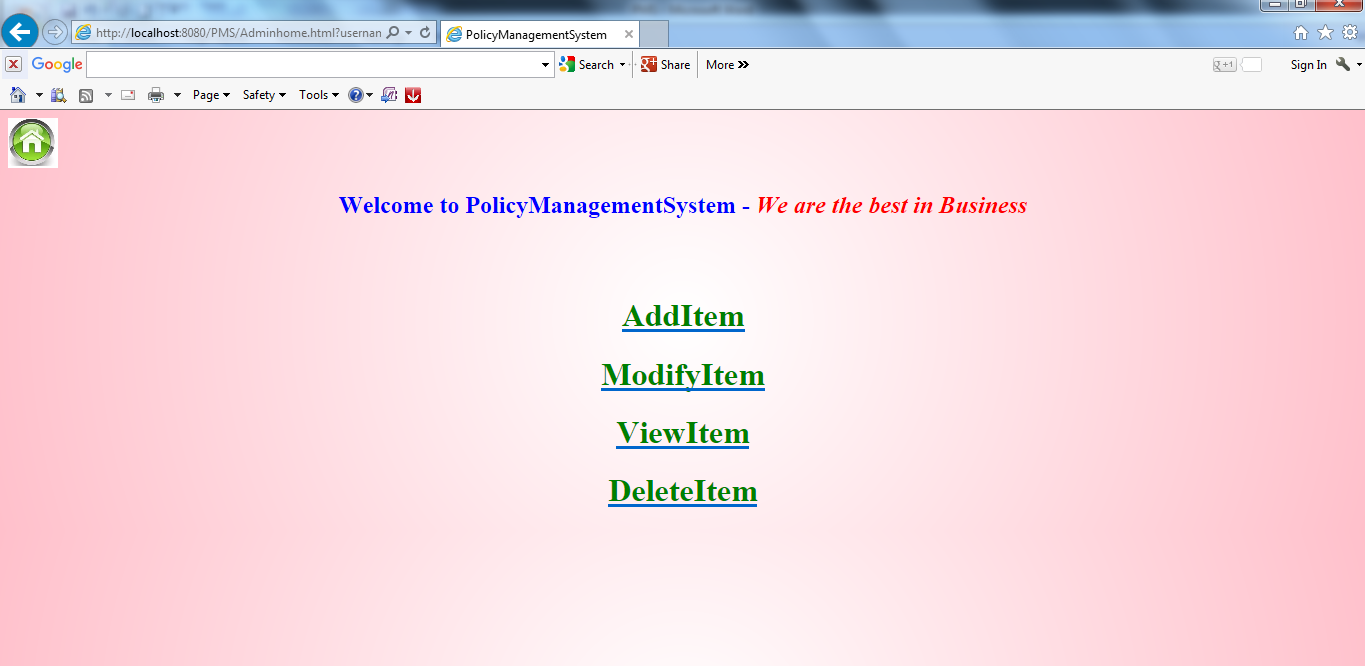 http://localhost:8080/PMS/Adminhome.html?usernan
PolicyManagementSystem
Google
Search
Share
More »
g +1
Sign In
Page
Safety
Tools
Welcome to PolicyManagementSystem - We are the best in Business
AddItem
ModifyItem
ViewItem
DeleteItem